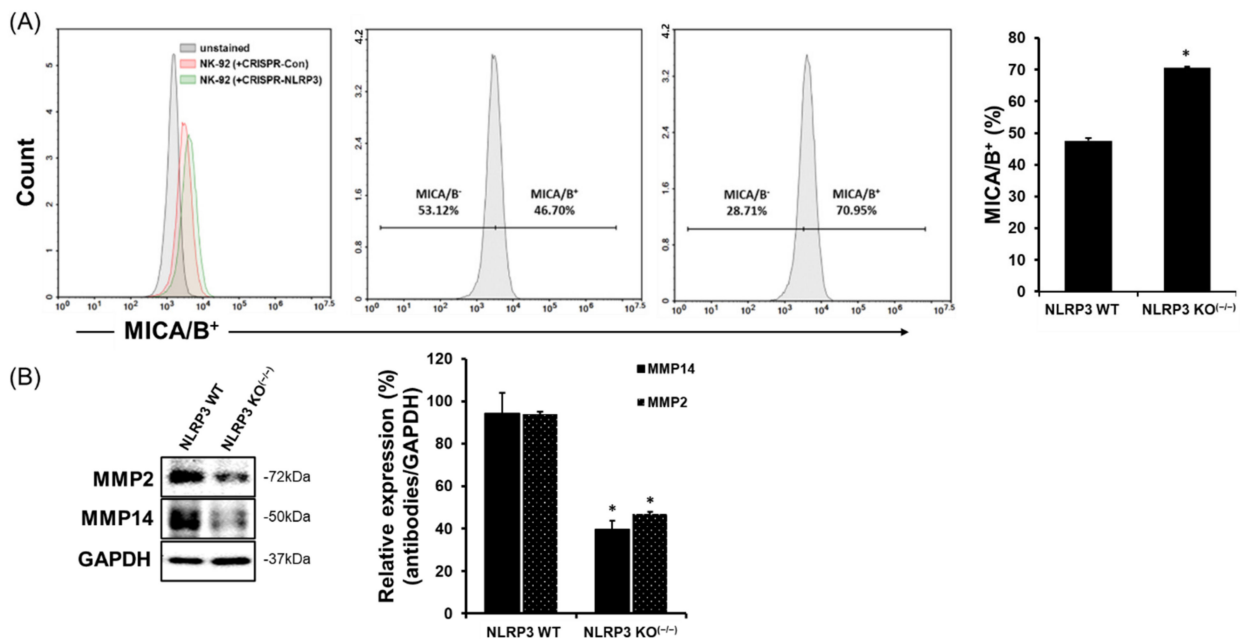 (A)
Count
5
4
3
2
1
0
unstained
NK-92 (+CRISPR-Con)
NK-92 (+CRISPR-NLRP3)
10⁰ 10¹ 10² 10³ 10⁴ 10⁵ 10⁶ 10⁷·⁵
4.2
3.2
2.4
1.6
0.8
0
MICA/B⁻
53.12%
MICA/B⁺
46.70%
10⁰ 10¹ 10² 10³ 10⁴ 10⁵ 10⁶ 10⁷·⁵
4.2
3.2
2.4
1.6
0.8
0
MICA/B⁻
28.71%
MICA/B⁺
70.95%
10⁰ 10¹ 10² 10³ 10⁴ 10⁵ 10⁶ 10⁷·⁵
MICA/B⁺
MICA/B⁺ (%)
80
70
60
50
40
30
20
10
0
*
NLRP3 WT NLRP3 KO⁽⁻/⁻⁾
(B)
NLRP3 WT
NLRP3 KO⁽⁻/⁻⁾
MMP2 -72kDa
MMP14 -50kDa
GAPDH -37kDa
Relative expression (%)
(antibodies/GAPDH)
120
100
80
60
40
20
0
MMP14
MMP2
* *
NLRP3 WT NLRP3 KO⁽⁻/⁻⁾